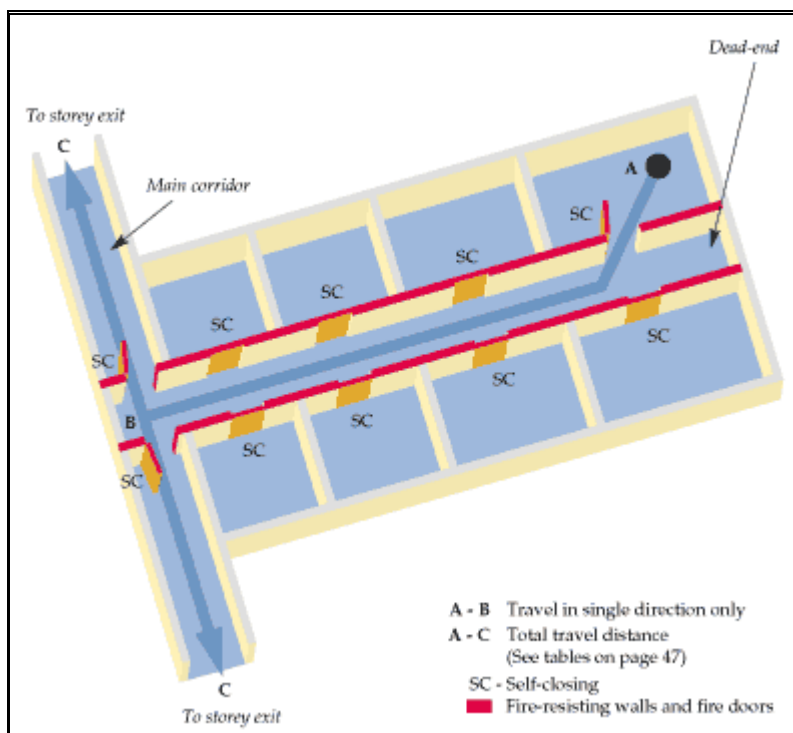 Dead-end
To storey exit
C
Main corridor
A
SC
SC
SC
SC
SC
B
SC
SC
SC
SC
SC
C
To storey exit
A - B Travel in single direction only
A - C Total travel distance
(See tables on page 47)
SC - Self-closing
Fire-resisting walls and fire doors